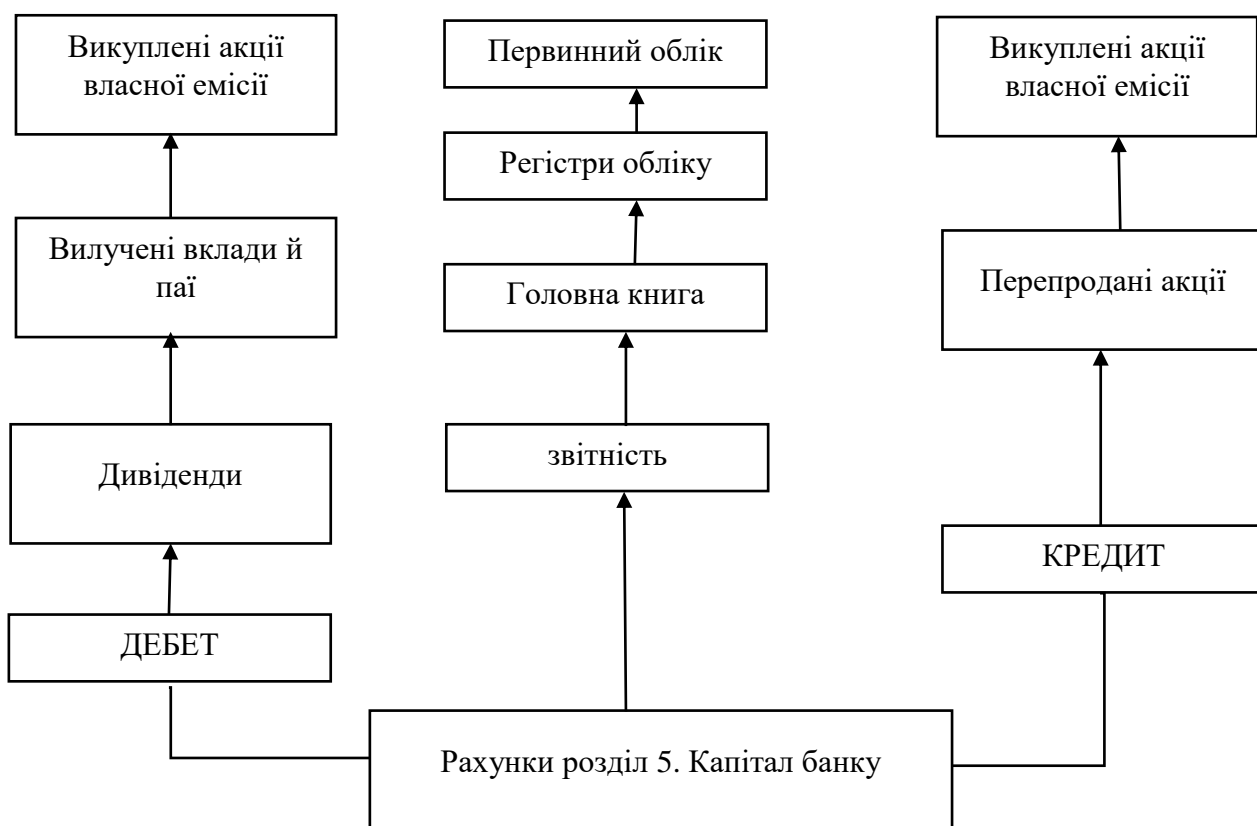 Викуплені акції
власної емісії
Первинний облік
Викуплені акції
власної емісії
Регістри обліку
Вилучені вклади й
паї
Головна книга
Перепродані акції
Дивіденди
звітність
КРЕДИТ
ДЕБЕТ
Рахунки розділ 5. Капітал банку